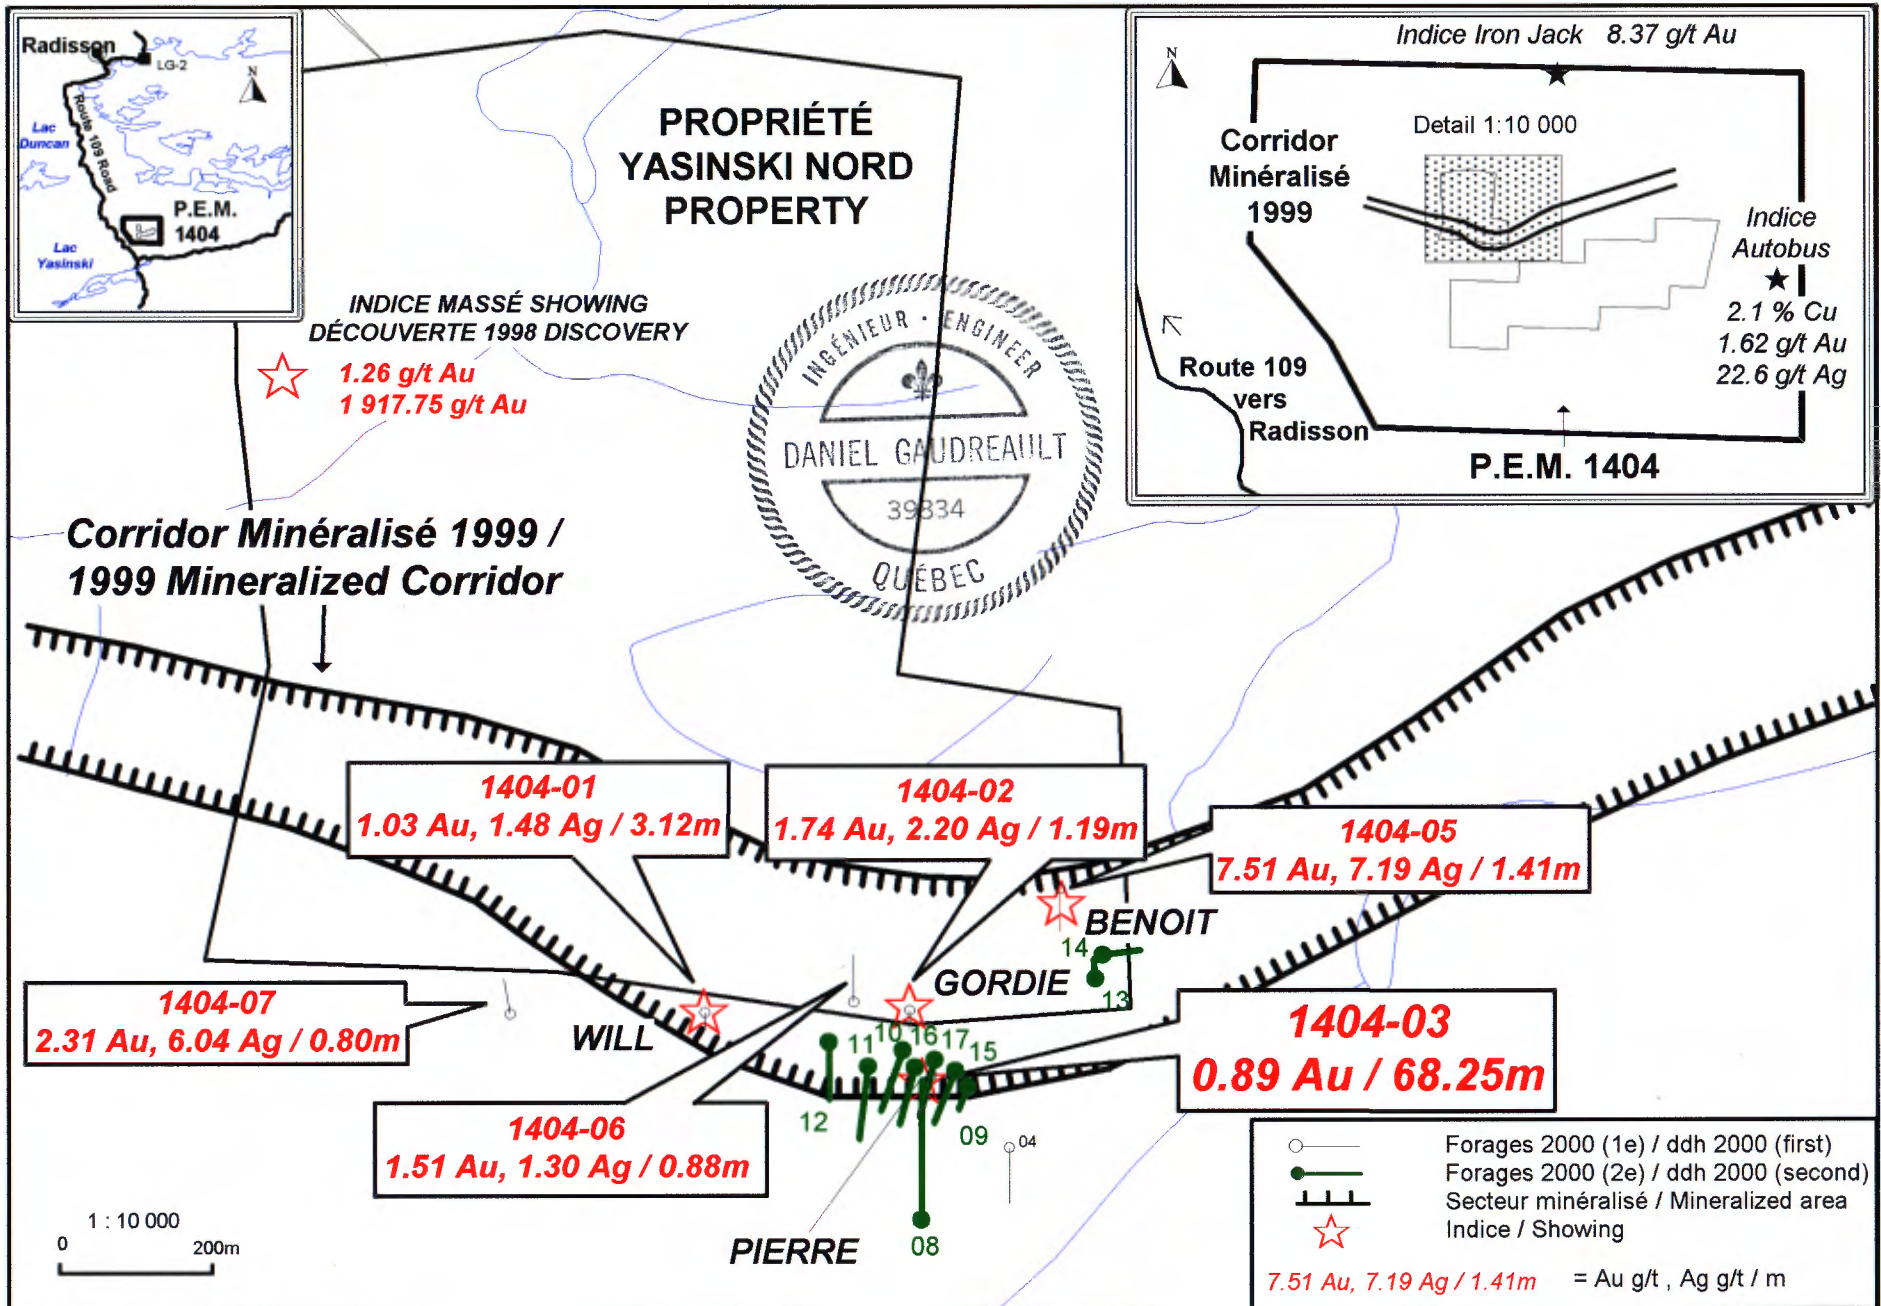 Radisson
LG-2
N
Lac
Duncan
Route 109 Road
P.E.M.
1404
Lac
Yasinski
PROPRIÉTÉ
YASINSKI NORD
PROPERTY
Indice Iron Jack 8.37 g/t Au
N
Detail 1:10 000
Corridor
Minéralisé
1999
Indice
Autobus
2.1 % Cu
1.62 g/t Au
22.6 g/t Ag
Route 109
vers
Radisson
P.E.M. 1404
INDICE MASSÉ SHOWING
DÉCOUVERTE 1998 DISCOVERY
1.26 g/t Au
1 917.75 g/t Au
INGÉNIEUR · ENGINEER
DANIEL GAUDREAULT
39834
QUÉBEC
Corridor Minéralisé 1999 /
1999 Mineralized Corridor
1404-01
1.03 Au, 1.48 Ag / 3.12m
1404-02
1.74 Au, 2.20 Ag / 1.19m
1404-05
7.51 Au, 7.19 Ag / 1.41m
BENOIT
14
13
GORDIE
1404-07
2.31 Au, 6.04 Ag / 0.80m
WILL
1404-03
0.89 Au / 68.25m
11
10
16
17
15
12
09
04
1404-06
1.51 Au, 1.30 Ag / 0.88m
08
PIERRE
1 : 10 000
0 200m
Forages 2000 (1e) / ddh 2000 (first)
Forages 2000 (2e) / ddh 2000 (second)
Secteur minéralisé / Mineralized area
Indice / Showing
7.51 Au, 7.19 Ag / 1.41m = Au g/t , Ag g/t / m